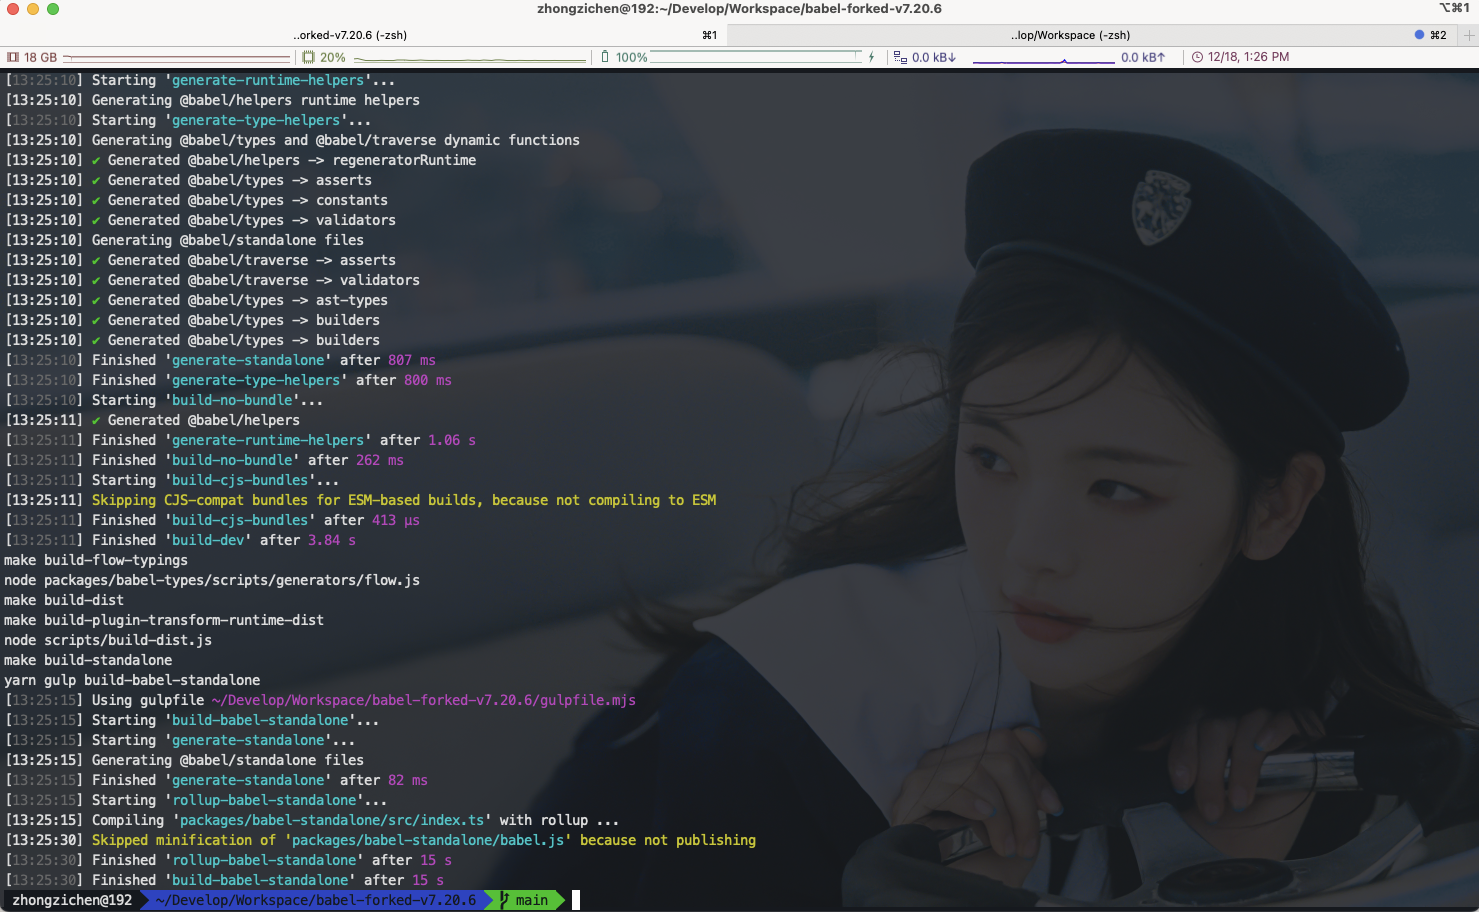 zhongzichen@192:~/Develop/Workspace/babel-forked-v7.20.6
⌥⌘1
..orked-v7.20.6 (-zsh)
⌘1
..lop/Workspace (-zsh)
⌘2
18 GB
20%
100%
0.0 kB↓
0.0 kB↑
12/18, 1:26 PM
[13:25:10] Starting 'generate-runtime-helpers'...
[13:25:10] Generating @babel/helpers runtime helpers
[13:25:10] Starting 'generate-type-helpers'...
[13:25:10] Generating @babel/types and @babel/traverse dynamic functions
[13:25:10] ✔ Generated @babel/helpers -> regeneratorRuntime
[13:25:10] ✔ Generated @babel/types -> asserts
[13:25:10] ✔ Generated @babel/types -> constants
[13:25:10] ✔ Generated @babel/types -> validators
[13:25:10] Generating @babel/standalone files
[13:25:10] ✔ Generated @babel/traverse -> asserts
[13:25:10] ✔ Generated @babel/traverse -> validators
[13:25:10] ✔ Generated @babel/types -> ast-types
[13:25:10] ✔ Generated @babel/types -> builders
[13:25:10] ✔ Generated @babel/types -> builders
[13:25:10] Finished 'generate-standalone' after 807 ms
[13:25:10] Finished 'generate-type-helpers' after 800 ms
[13:25:10] Starting 'build-no-bundle'...
[13:25:11] ✔ Generated @babel/helpers
[13:25:11] Finished 'generate-runtime-helpers' after 1.06 s
[13:25:11] Finished 'build-no-bundle' after 262 ms
[13:25:11] Starting 'build-cjs-bundles'...
[13:25:11] Skipping CJS-compat bundles for ESM-based builds, because not compiling to ESM
[13:25:11] Finished 'build-cjs-bundles' after 413 μs
[13:25:11] Finished 'build-dev' after 3.84 s
make build-flow-typings
node packages/babel-types/scripts/generators/flow.js
make build-dist
make build-plugin-transform-runtime-dist
node scripts/build-dist.js
make build-standalone
yarn gulp build-babel-standalone
[13:25:15] Using gulpfile ~/Develop/Workspace/babel-forked-v7.20.6/gulpfile.mjs
[13:25:15] Starting 'build-babel-standalone'...
[13:25:15] Starting 'generate-standalone'...
[13:25:15] Generating @babel/standalone files
[13:25:15] Finished 'generate-standalone' after 82 ms
[13:25:15] Starting 'rollup-babel-standalone'...
[13:25:15] Compiling 'packages/babel-standalone/src/index.ts' with rollup ...
[13:25:30] Skipped minification of 'packages/babel-standalone/babel.js' because not publishing
[13:25:30] Finished 'rollup-babel-standalone' after 15 s
[13:25:30] Finished 'build-babel-standalone' after 15 s
zhongzichen@192 ~/Develop/Workspace/babel-forked-v7.20.6 main